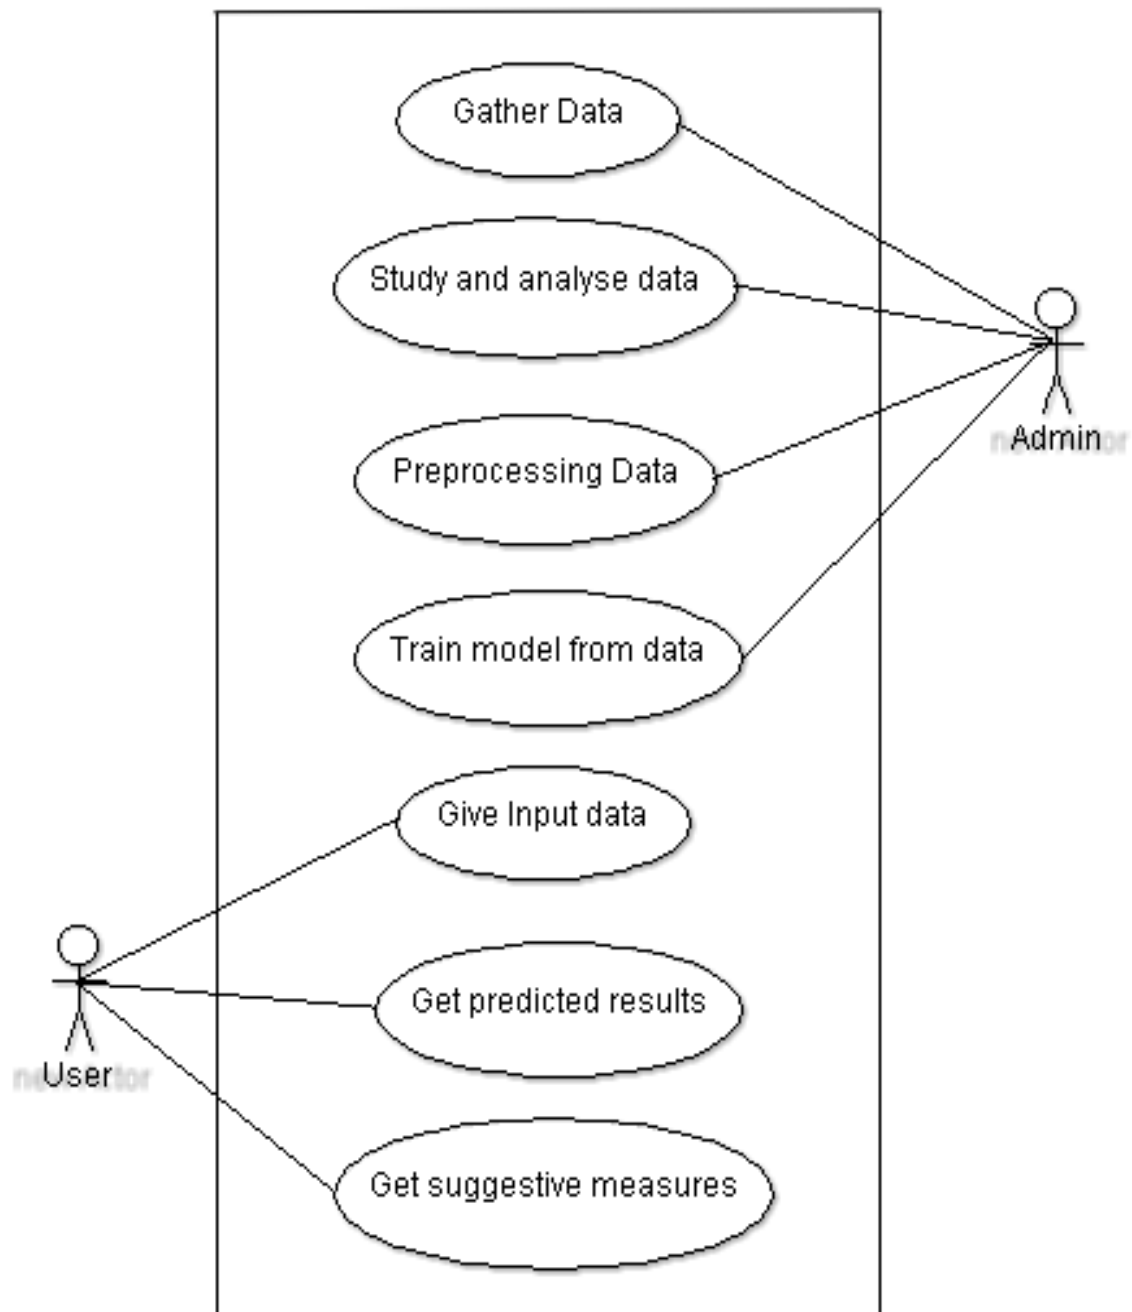 Gather Data
Study and analyse data
Admin
Preprocessing Data
Train model from data
Give Input data
Get predicted results
User
Get suggestive measures